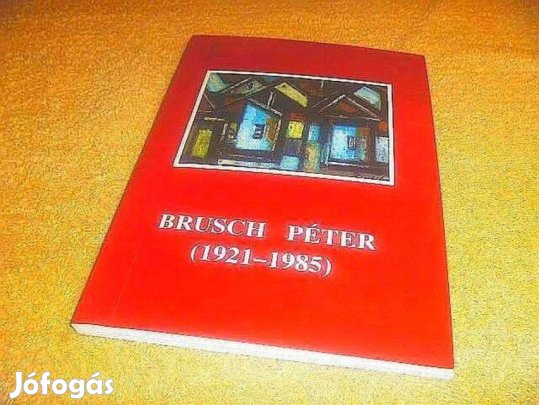 BRUSCH PÉTER
(1921–1985)
Jófogás